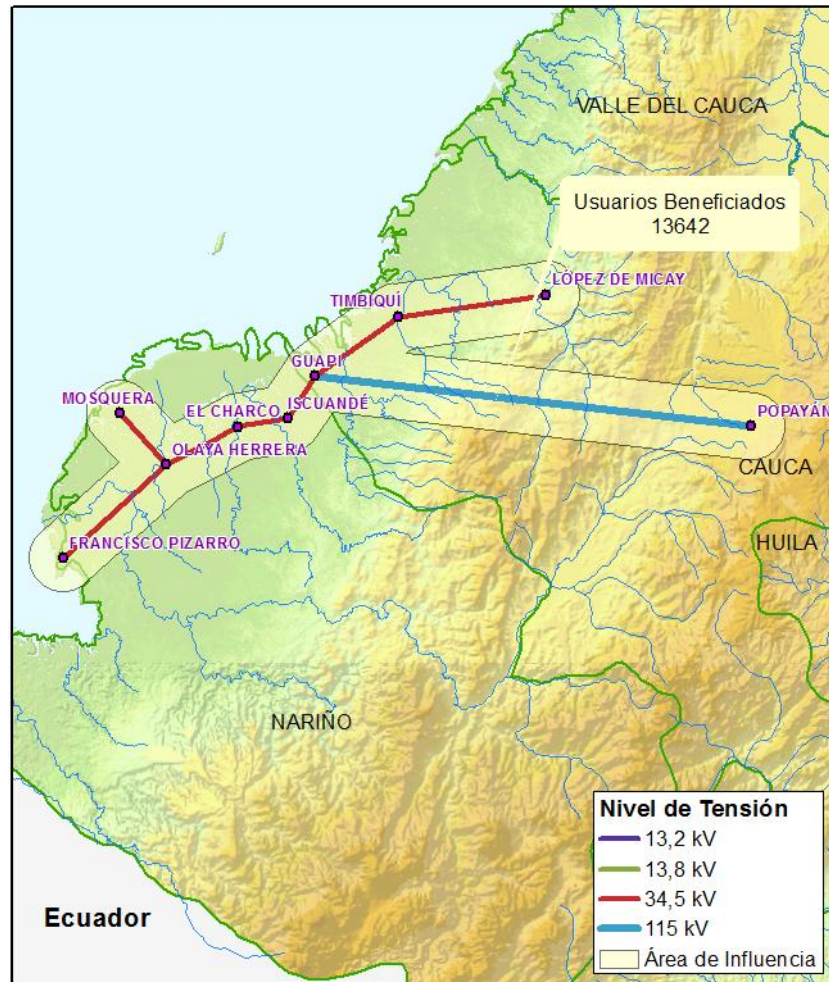 VALLE DEL CAUCA
Usuarios Beneficiados
13642
LÓPEZ DE MICAY
TIMBIQUÍ
GUAPI
MOSQUERA
EL CHARCO
ISCUANDÉ
POPAYÁN
OLAYA HERRERA
CAUCA
HUILA
FRANCISCO PIZARRO
NARIÑO
Nivel de Tensión
13,2 kV
13,8 kV
34,5 kV
115 kV
Área de Influencia
Ecuador